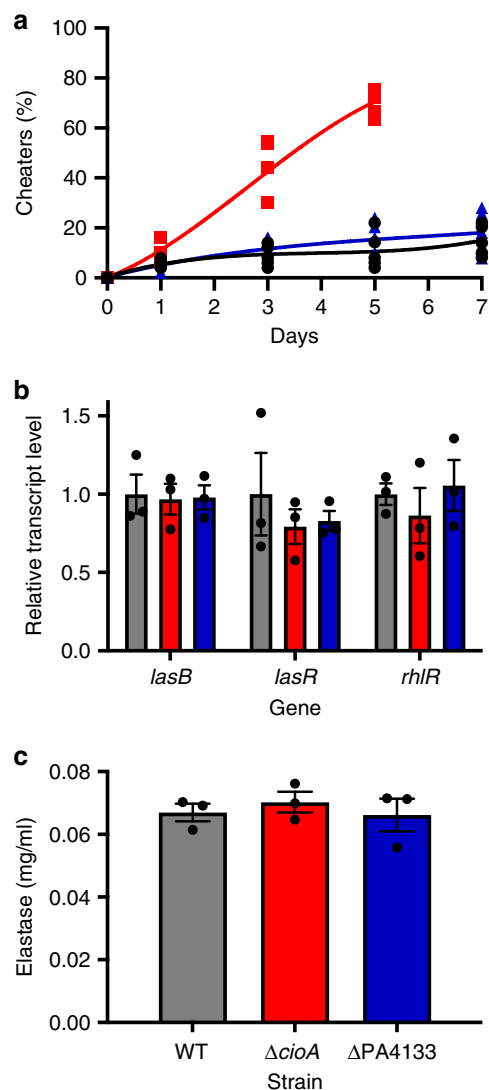 a
100
80
60
40
20
0
Cheaters (%)
0 1 2 3 4 5 6 7
Days
b
1.5
1.0
0.5
0.0
Relative transcript level
lasB lasR rhlR
Gene
c
0.08
0.06
0.04
0.02
0.00
Elastase (mg/ml)
WT ΔcioA ΔPA4133
Strain